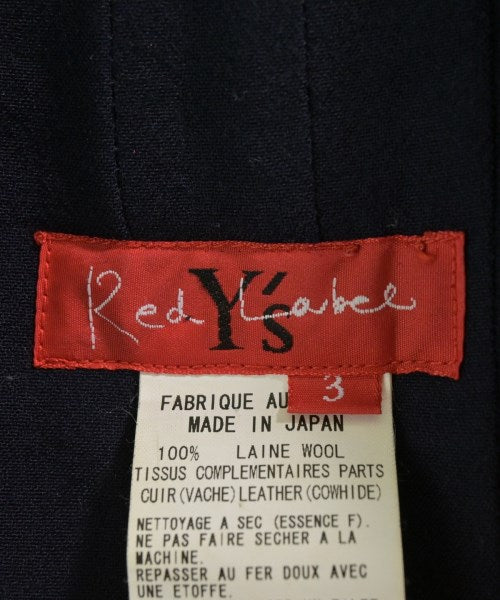 Red Label
Y's
3
FABRIQUE AU
MADE IN JAPAN
100% LAINE WOOL
TISSUS COMPLEMENTAIRES PARTS
CUIR(VACHE)LEATHER(COWHIDE)
NETTOYAGE A SEC (ESSENCE F).
NE PAS FAIRE SECHER A LA
MACHINE.
REPASSER AU FER DOUX AVEC
UNE ETOFFE.